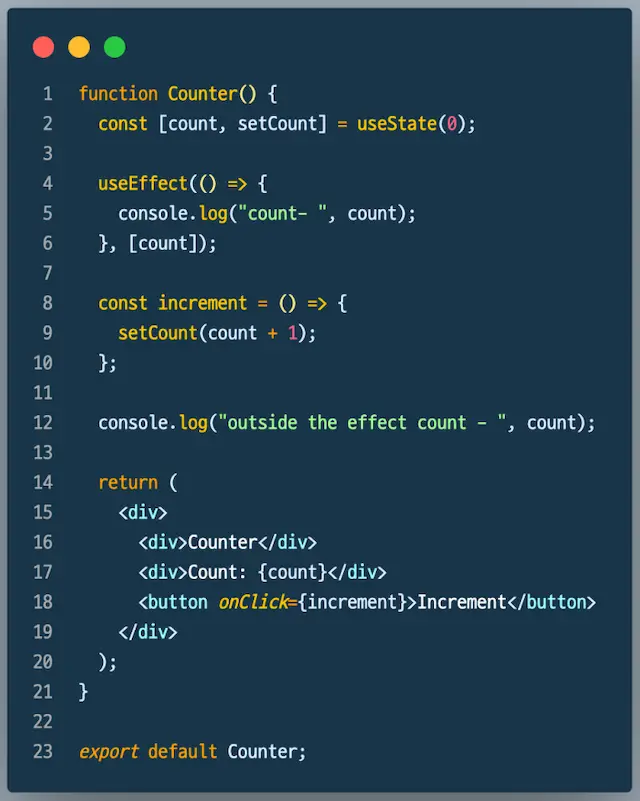 1 function Counter() {
2 const [count, setCount] = useState(0);
3
4 useEffect(() => {
5 console.log("count- ", count);
6 }, [count]);
7
8 const increment = () => {
9 setCount(count + 1);
10 };
11
12 console.log("outside the effect count - ", count);
13
14 return (
15 <div>
16 <div>Counter</div>
17 <div>Count: {count}</div>
18 <button onClick={increment}>Increment</button>
19 </div>
20 );
21 }
22
23 export default Counter;